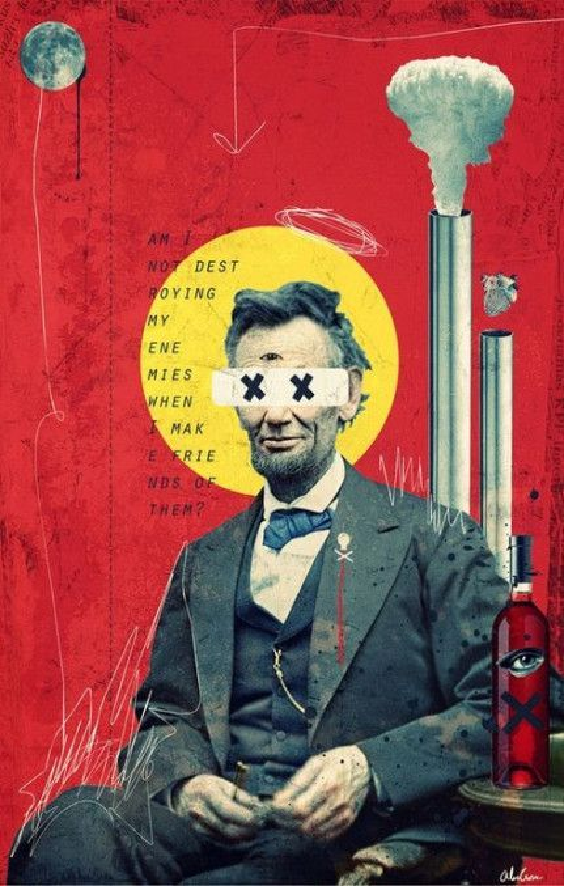 AM I
NOT DEST
ROYING
MY
ENE
MIES
WHEN
I MAK
E FRIE
NDS OF
THEM?